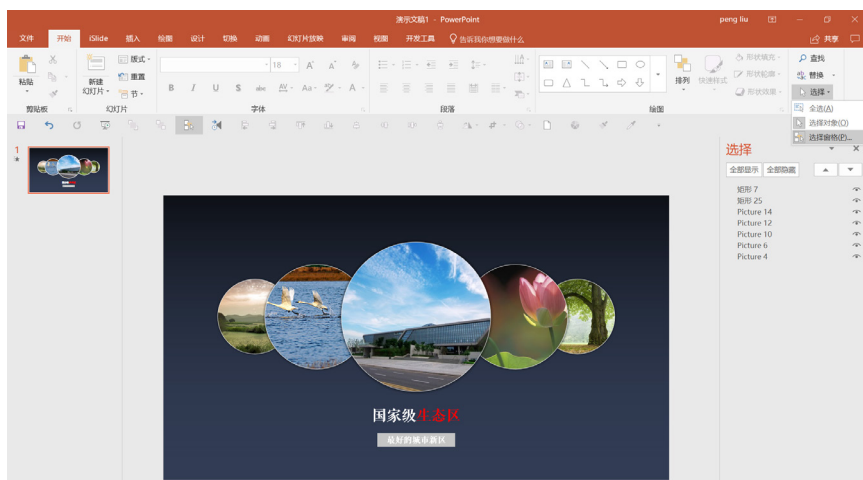 演示文稿1 - PowerPoint
peng liu
文件 开始 iSlide 插入 绘图 设计 切换 动画 幻灯片放映 审阅 视图 开发工具 告诉我你想要做什么 共享
粘贴 新建幻灯片 版式 重置 节
18
B I U S abc AV Aa A
排列 快速样式 形状填充 形状轮廓 形状效果
查找 替换 选择
剪贴板 幻灯片 字体 段落 绘图
全选(A)
选择对象(O)
选择窗格(P)...
1
选择
全部显示 全部隐藏
矩形 7
矩形 25
Picture 14
Picture 12
Picture 10
Picture 6
Picture 4
国家级生态区
最好的城市新区